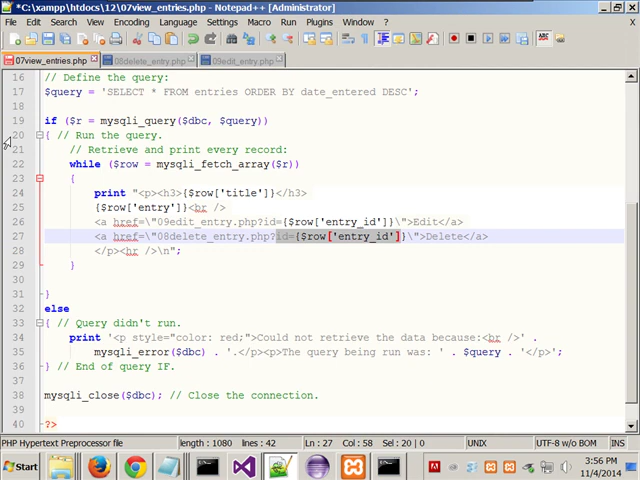 *C:\xampp\htdocs\12\07view_entries.php - Notepad++ [Administrator]
File Edit Search View Encoding Language Settings Macro Run Plugins Window ? X
07view_entries.php 08delete_entry.php 09edit_entry.php
16 // Define the query:
17 $query = 'SELECT * FROM entries ORDER BY date_entered DESC';
18
19 if ($r = mysqli_query($dbc, $query))
20 { // Run the query.
21 // Retrieve and print every record:
22 while ($row = mysqli_fetch_array($r))
23 {
24 print "<p><h3>{$row['title']}</h3>
25 {$row['entry']}<br />
26 <a href=\"09edit_entry.php?id={$row['entry_id']}\">Edit</a>
27 <a href=\"08delete_entry.php?id={$row['entry_id']}\">Delete</a>
28 </p><hr />\n";
29 }
30
31 }
32 else
33 { // Query didn't run.
34 print '<p style="color: red;">Could not retrieve the data because:<br />' .
35 mysqli_error($dbc) . '.</p><p>The query being run was: ' . $query . '</p>';
36 } // End of query IF.
37
38 mysqli_close($dbc); // Close the connection.
39
40 ?>
PHP Hypertext Preprocessor file length : 1080 lines : 42 Ln : 27 Col : 58 Sel : 20 | 0 UNIX UTF-8 w/o BOM INS
Start 3:56 PM
11/4/2014